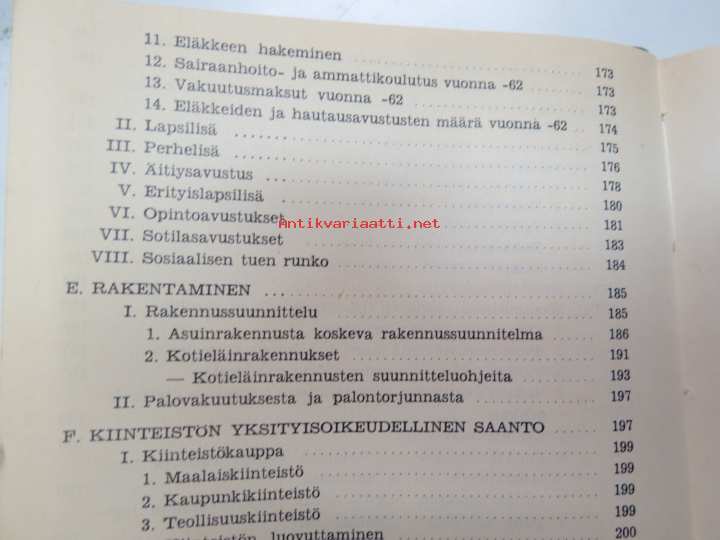 11. Eläkkeen hakeminen 173
12. Sairaanhoito- ja ammattikoulutus vuonna -62 173
13. Vakuutusmaksut vuonna -62 173
14. Eläkkeiden ja hautausavustusten määrä vuonna -62 174
II. Lapsilisä 175
III. Perhelisä 176
IV. Äitiysavustus 178
V. Erityislapsilisä 180
VI. Opintoavustukset 181
Antikvariaatti.net
VII. Sotilasavustukset 183
VIII. Sosiaalisen tuen runko 184
E. RAKENTAMINEN 185
I. Rakennussuunnittelu 185
1. Asuinrakennusta koskeva rakennussuunnitelma 186
2. Kotieläinrakennukset 191
— Kotieläinrakennusten suunnitteluohjeita 193
II. Palovakuutuksesta ja palontorjunnasta 197
F. KIINTEISTÖN YKSITYISOIKEUDELLINEN SAANTO 197
I. Kiinteistökauppa 199
1. Maalaiskiinteistö 199
2. Kaupunkikiinteistö 199
3. Teollisuuskiinteistö 199
luovuttaminen 200